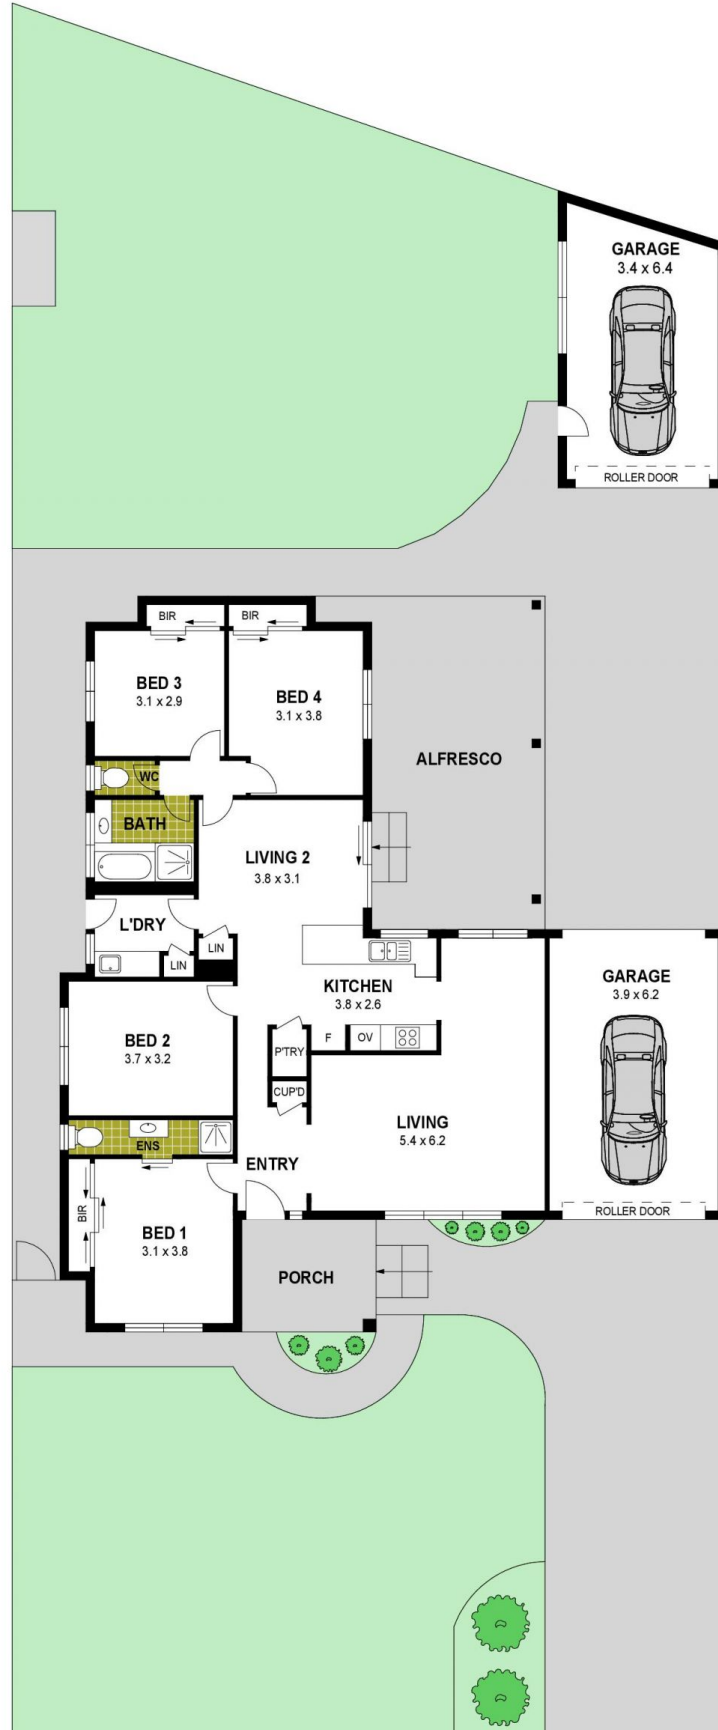 GARAGE
3.4 x 6.4
ROLLER DOOR
BIR
BIR
BED 3
3.1 x 2.9
BED 4
3.1 x 3.8
WC
ALFRESCO
BATH
LIVING 2
3.8 x 3.1
L'DRY
LIN
LIN
KITCHEN
3.8 x 2.6
GARAGE
3.9 x 6.2
BED 2
3.7 x 3.2
F
OV
P'TRY
CUP'D
LIVING
5.4 x 6.2
ENS
ENTRY
BIR
BED 1
3.1 x 3.8
ROLLER DOOR
PORCH